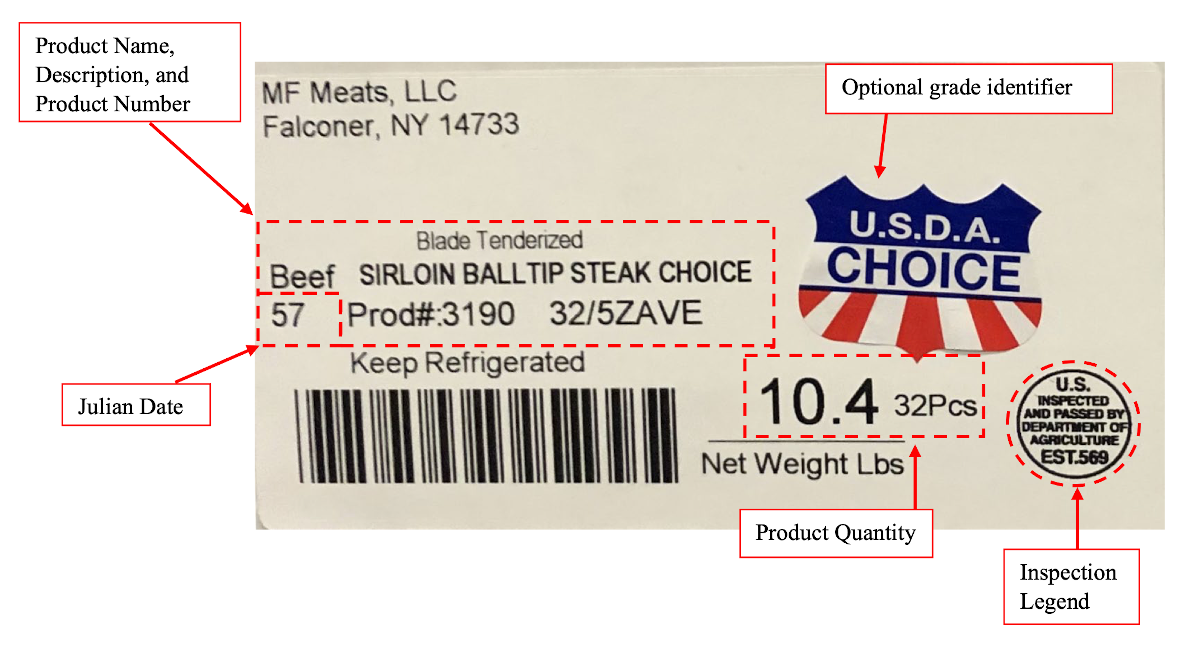 Product Name,
Description, and
Product Number
MF Meats, LLC
Falconer, NY 14733
Optional grade identifier
U.S.D.A.
CHOICE
Blade Tenderized
Beef SIRLOIN BALLTIP STEAK CHOICE
57 Prod#:3190 32/5ZAVE
Keep Refrigerated
Julian Date
10.4 32Pcs
Net Weight Lbs
U.S.
INSPECTED
AND PASSED BY
DEPARTMENT OF
AGRICULTURE
EST.569
Product Quantity
Inspection
Legend